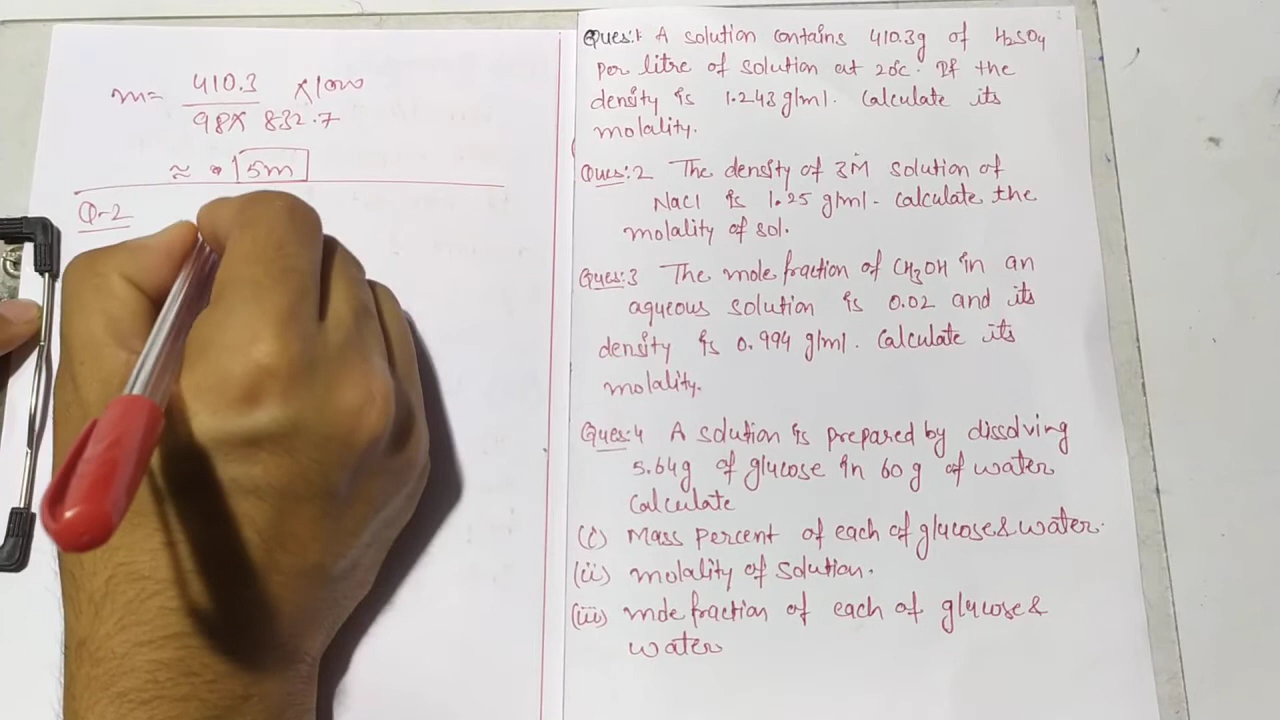 m= 410.3 ×1000
98× 832.7
≈ 5m
Q-2
Ques:1 A solution contains 410.3g of H2SO4
per litre of solution at 20°c. If the
density is 1.243 g/ml. Calculate its
molality.
Ques:2 The density of 3M solution of
NaCl is 1.25 g/ml. calculate the
molality of sol.
Ques:3 The mole fraction of CH3OH in an
aqueous solution is 0.02 and its
density is 0.994 g/ml. Calculate its
molality.
Ques:4 A solution is prepared by dissolving
5.64g of glucose in 60 g of water
Calculate
(i) Mass percent of each of glucose & water.
(ii) molality of solution.
(iii) mole fraction of each of glucose &
water